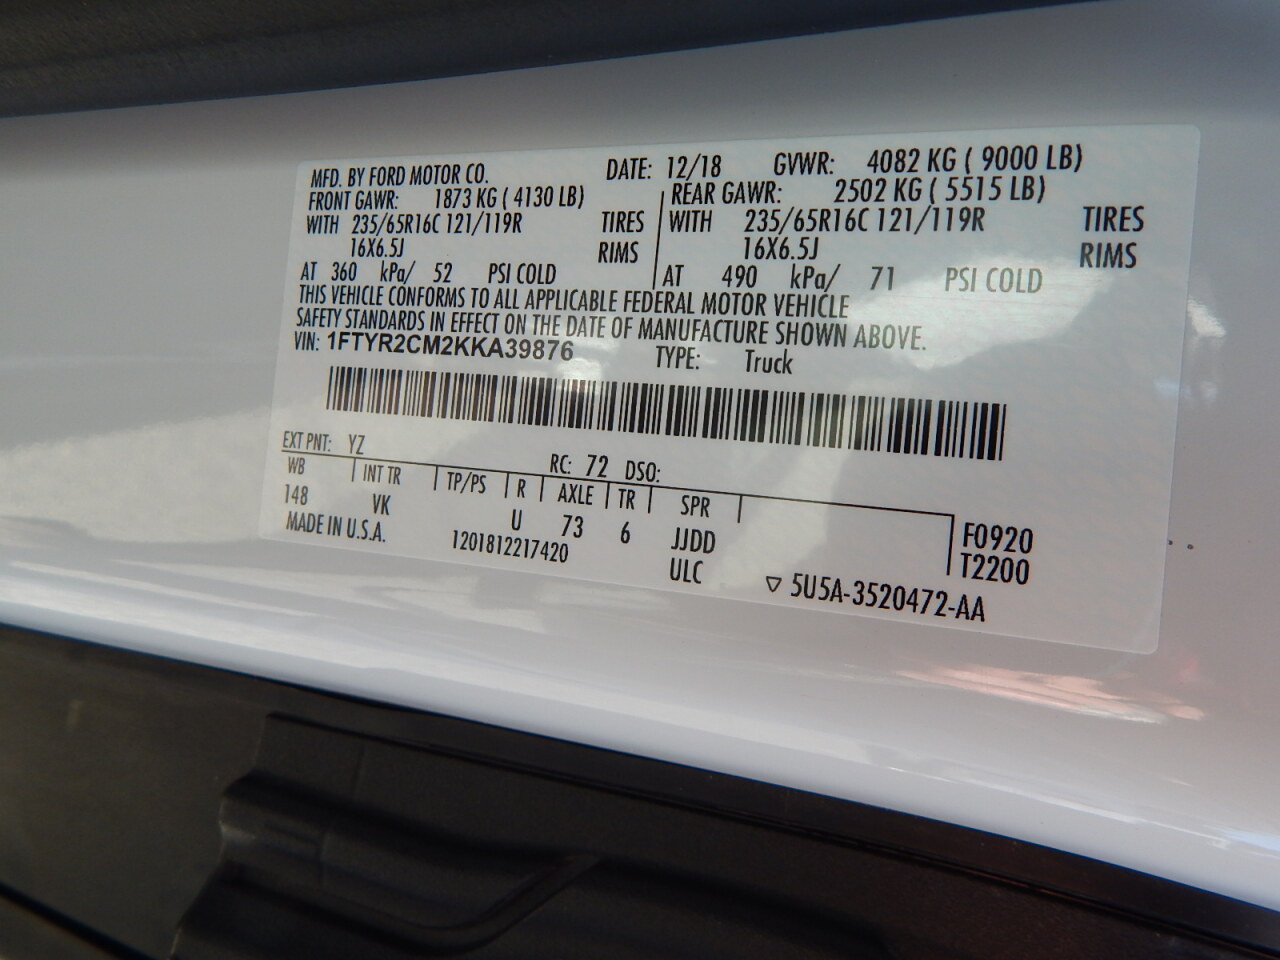 MFD. BY FORD MOTOR CO. DATE: 12/18 GVWR: 4082 KG ( 9000 LB)
FRONT GAWR: 1873 KG ( 4130 LB) REAR GAWR: 2502 KG ( 5515 LB)
WITH 235/65R16C 121/119R TIRES WITH 235/65R16C 121/119R TIRES
16X6.5J RIMS 16X6.5J RIMS
AT 360 kPa/ 52 PSI COLD AT 490 kPa/ 71 PSI COLD
THIS VEHICLE CONFORMS TO ALL APPLICABLE FEDERAL MOTOR VEHICLE
SAFETY STANDARDS IN EFFECT ON THE DATE OF MANUFACTURE SHOWN ABOVE.
VIN: 1FTYR2CM2KKA39876 TYPE: Truck
EXT PNT: YZ RC: 72 DSO:
WB INT TR TP/PS R AXLE TR SPR
148 VK U 73 6 JJDD F0920
MADE IN U.S.A. 1201812217420 ULC T2200
▽ 5U5A-3520472-AA